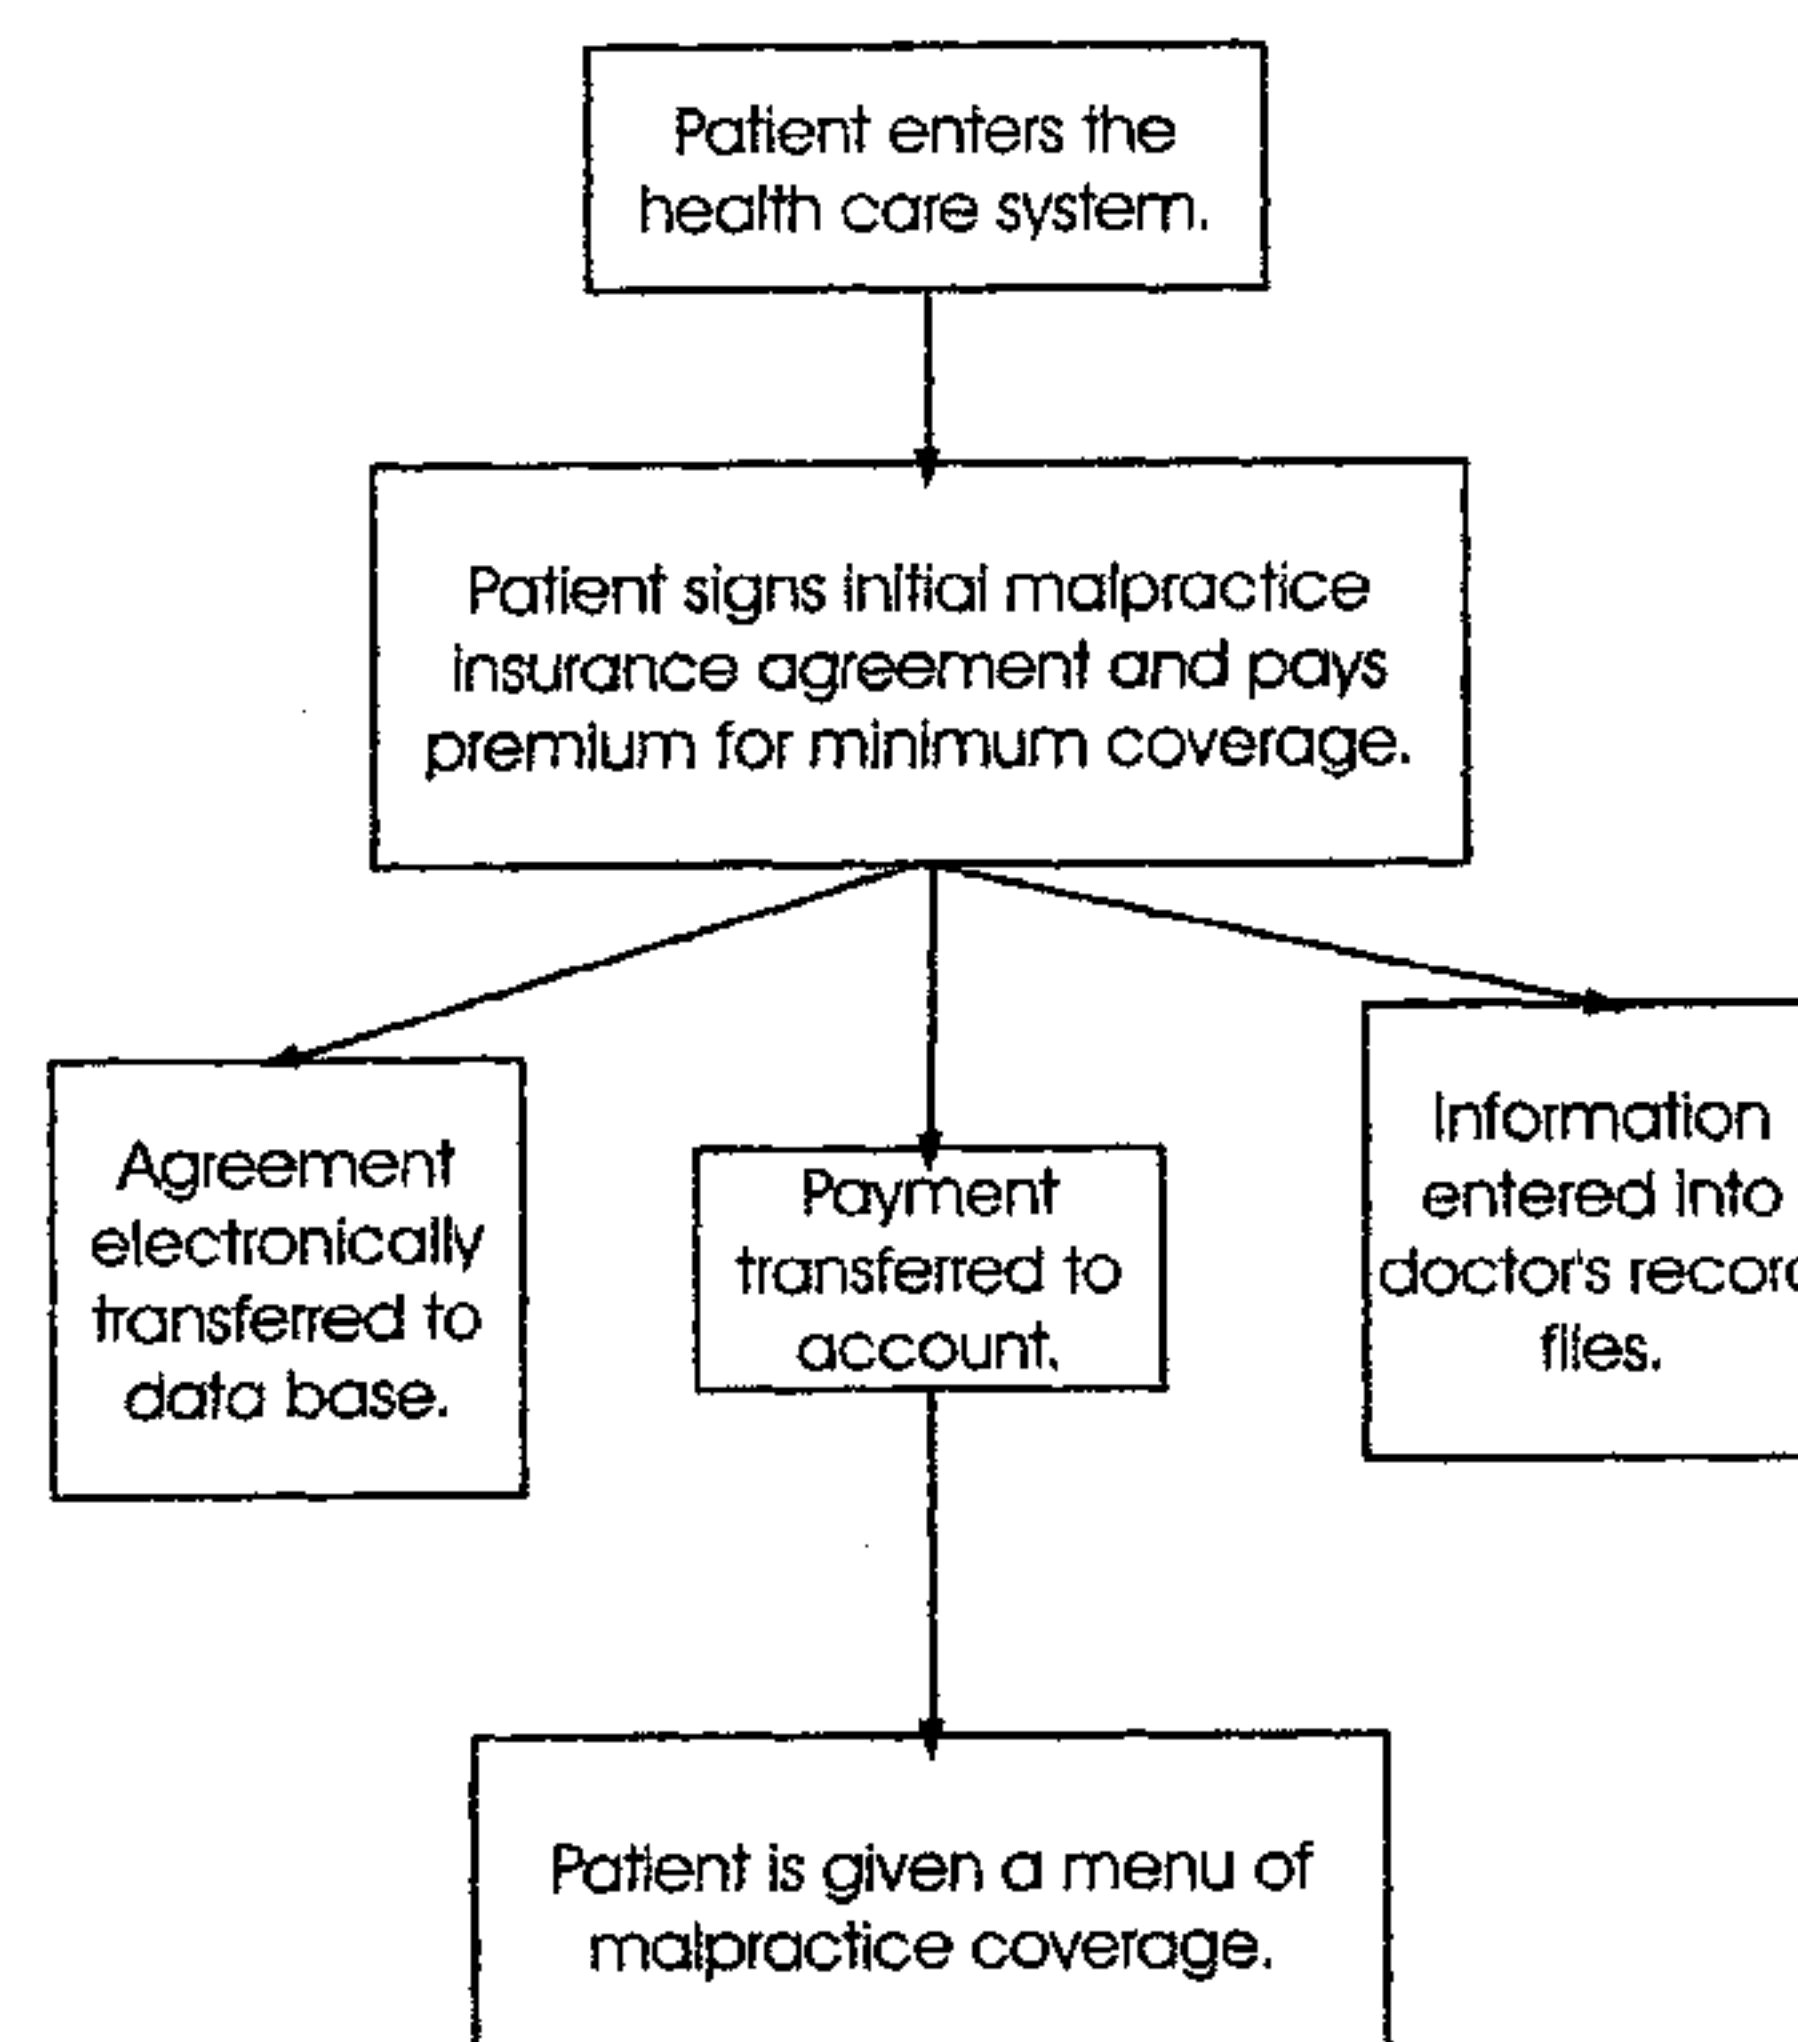 Patient enters the
health care system.
Patient signs initial malpractice
insurance agreement and pays
premium for minimum coverage.
Agreement
electronically
transferred to
data base.
Payment
transferred to
account.
Information
entered into
doctor's
files.
Patient is given a menu of
malpractice coverage.